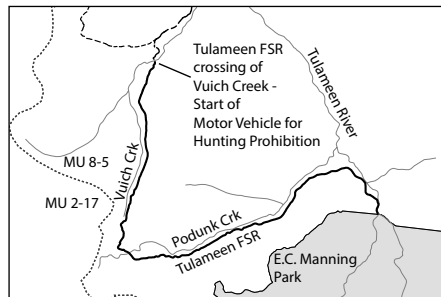 Tulameen FSR
crossing of
Vuich Creek -
Start of
Motor Vehicle for
Hunting Prohibition
Tulameen River
MU 8-5
Vuich Crk
MU 2-17
Podunk Crk
Tulameen FSR
E.C. Manning
Park